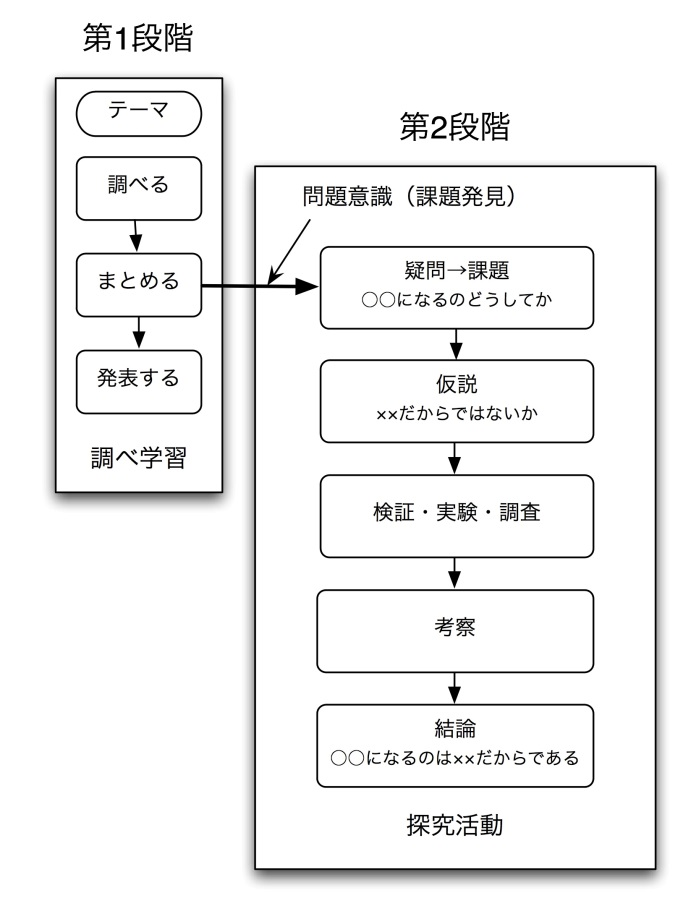 第1段階
テーマ
調べる
まとめる
発表する
調べ学習
第2段階
問題意識（課題発見）
疑問→課題
○○になるのどうしてか
仮説
××だからではないか
検証・実験・調査
考察
結論
○○になるのは××だからである
探究活動